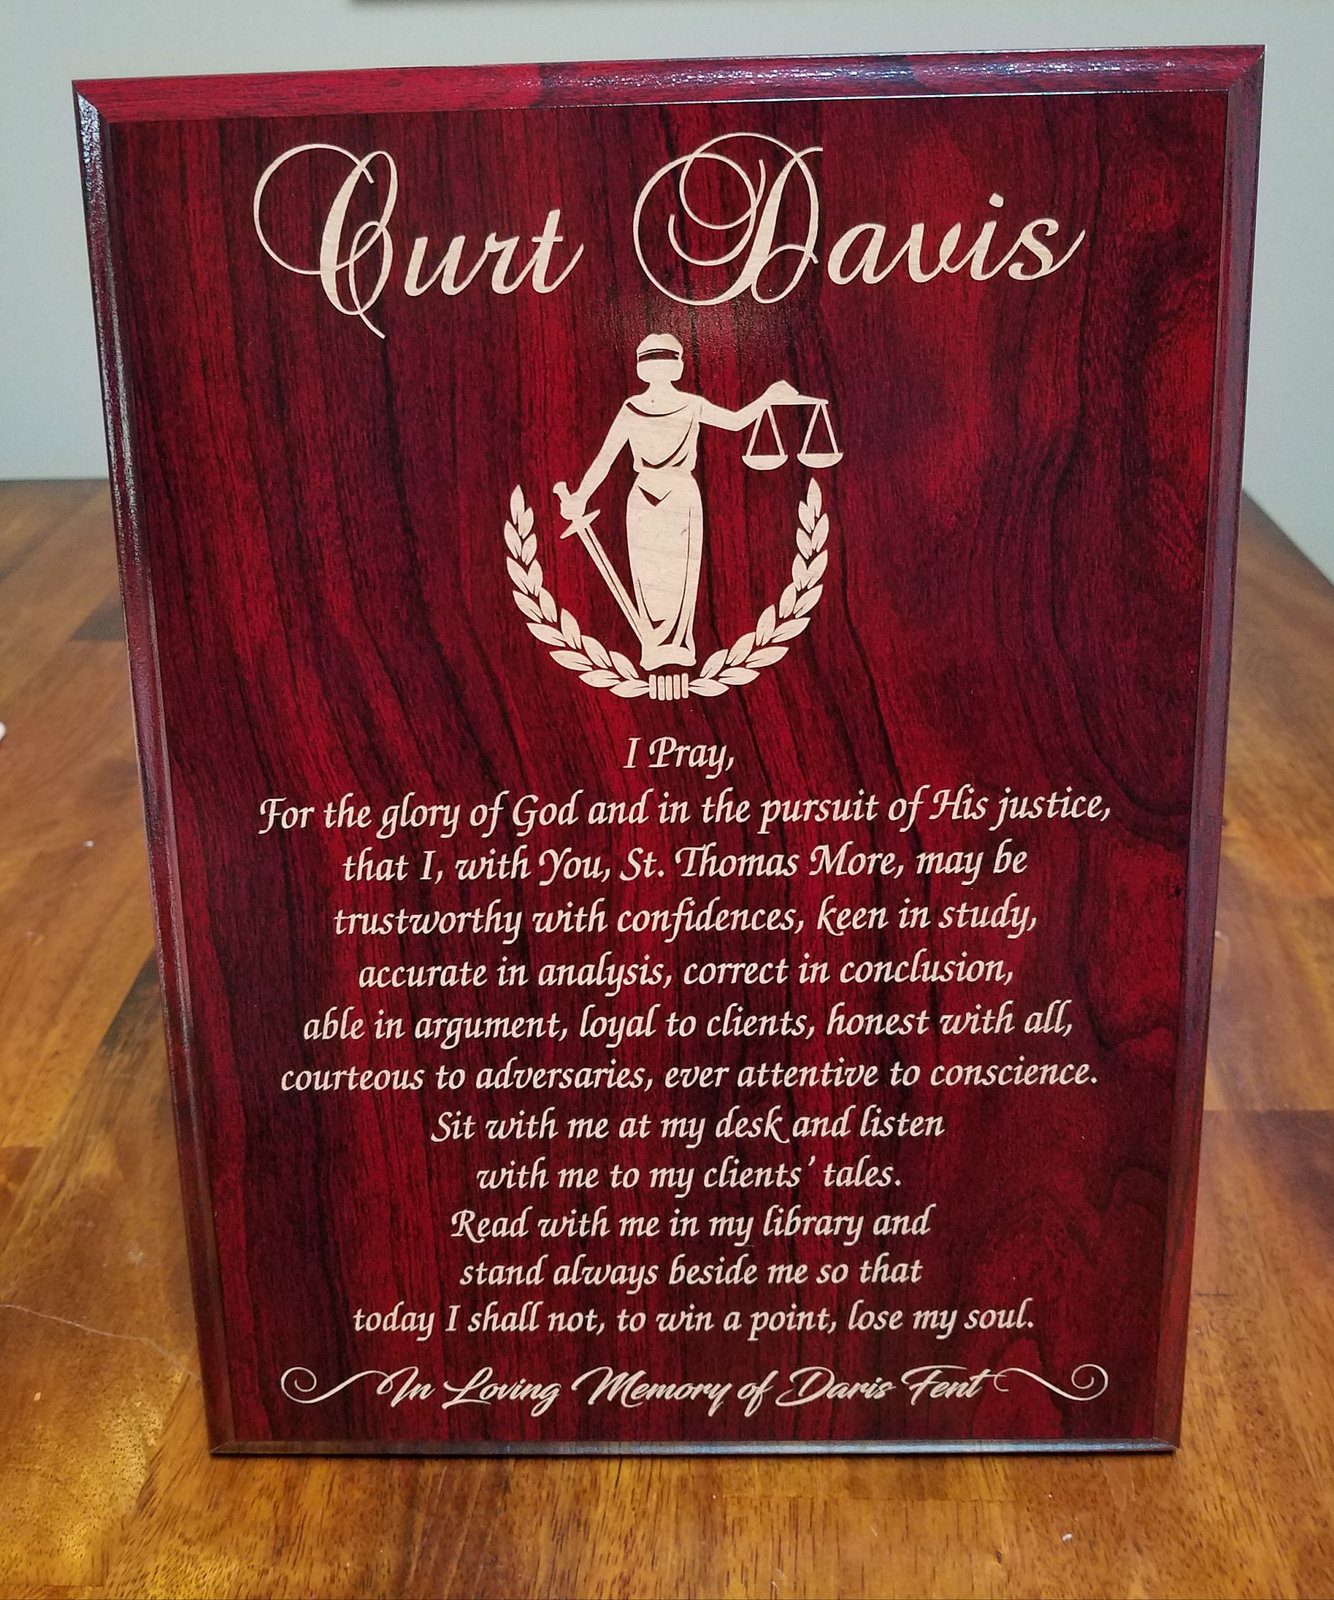 Curt Davis
I Pray,
For the glory of God and in the pursuit of His justice,
that I, with You, St. Thomas More, may be
trustworthy with confidences, keen in study,
accurate in analysis, correct in conclusion,
able in argument, loyal to clients, honest with all,
courteous to adversaries, ever attentive to conscience.
Sit with me at my desk and listen
with me to my clients’ tales.
Read with me in my library and
stand always beside me so that
today I shall not, to win a point, lose my soul.
In Loving Memory of Daris Fent